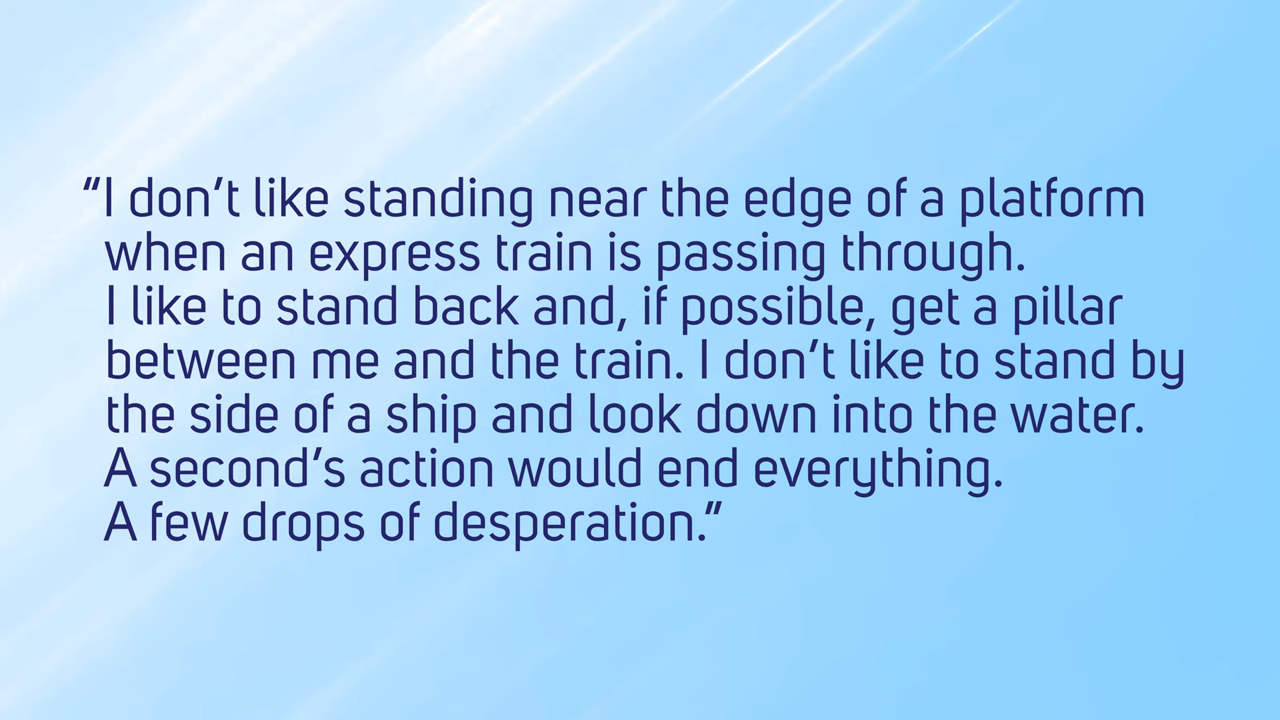 “I don’t like standing near the edge of a platform
when an express train is passing through.
I like to stand back and, if possible, get a pillar
between me and the train. I don’t like to stand by
the side of a ship and look down into the water.
A second’s action would end everything.
A few drops of desperation.”